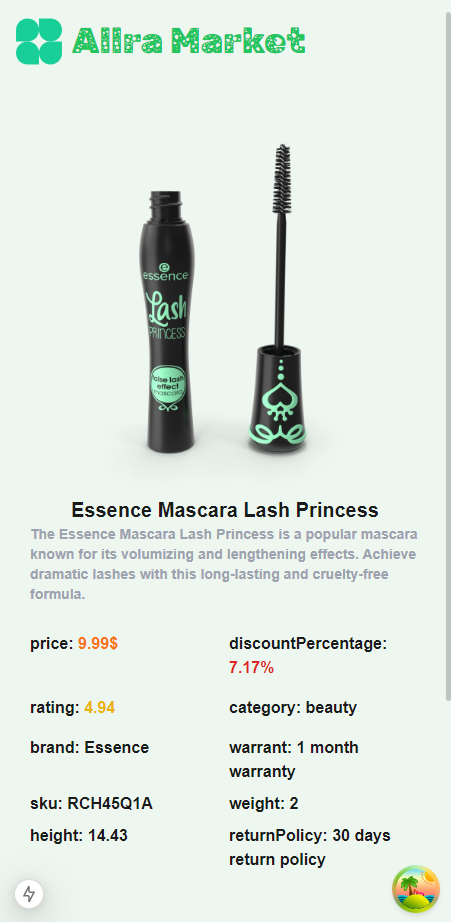 Allra Market
essence
Lash
PRINCESS
false lash
effect
mascara
Essence Mascara Lash Princess
The Essence Mascara Lash Princess is a popular mascara
known for its volumizing and lengthening effects. Achieve
dramatic lashes with this long-lasting and cruelty-free
formula.
price: 9.99$
discountPercentage:
7.17%
rating: 4.94
category: beauty
brand: Essence
warrant: 1 month
warranty
sku: RCH45Q1A
weight: 2
height: 14.43
returnPolicy: 30 days
return policy